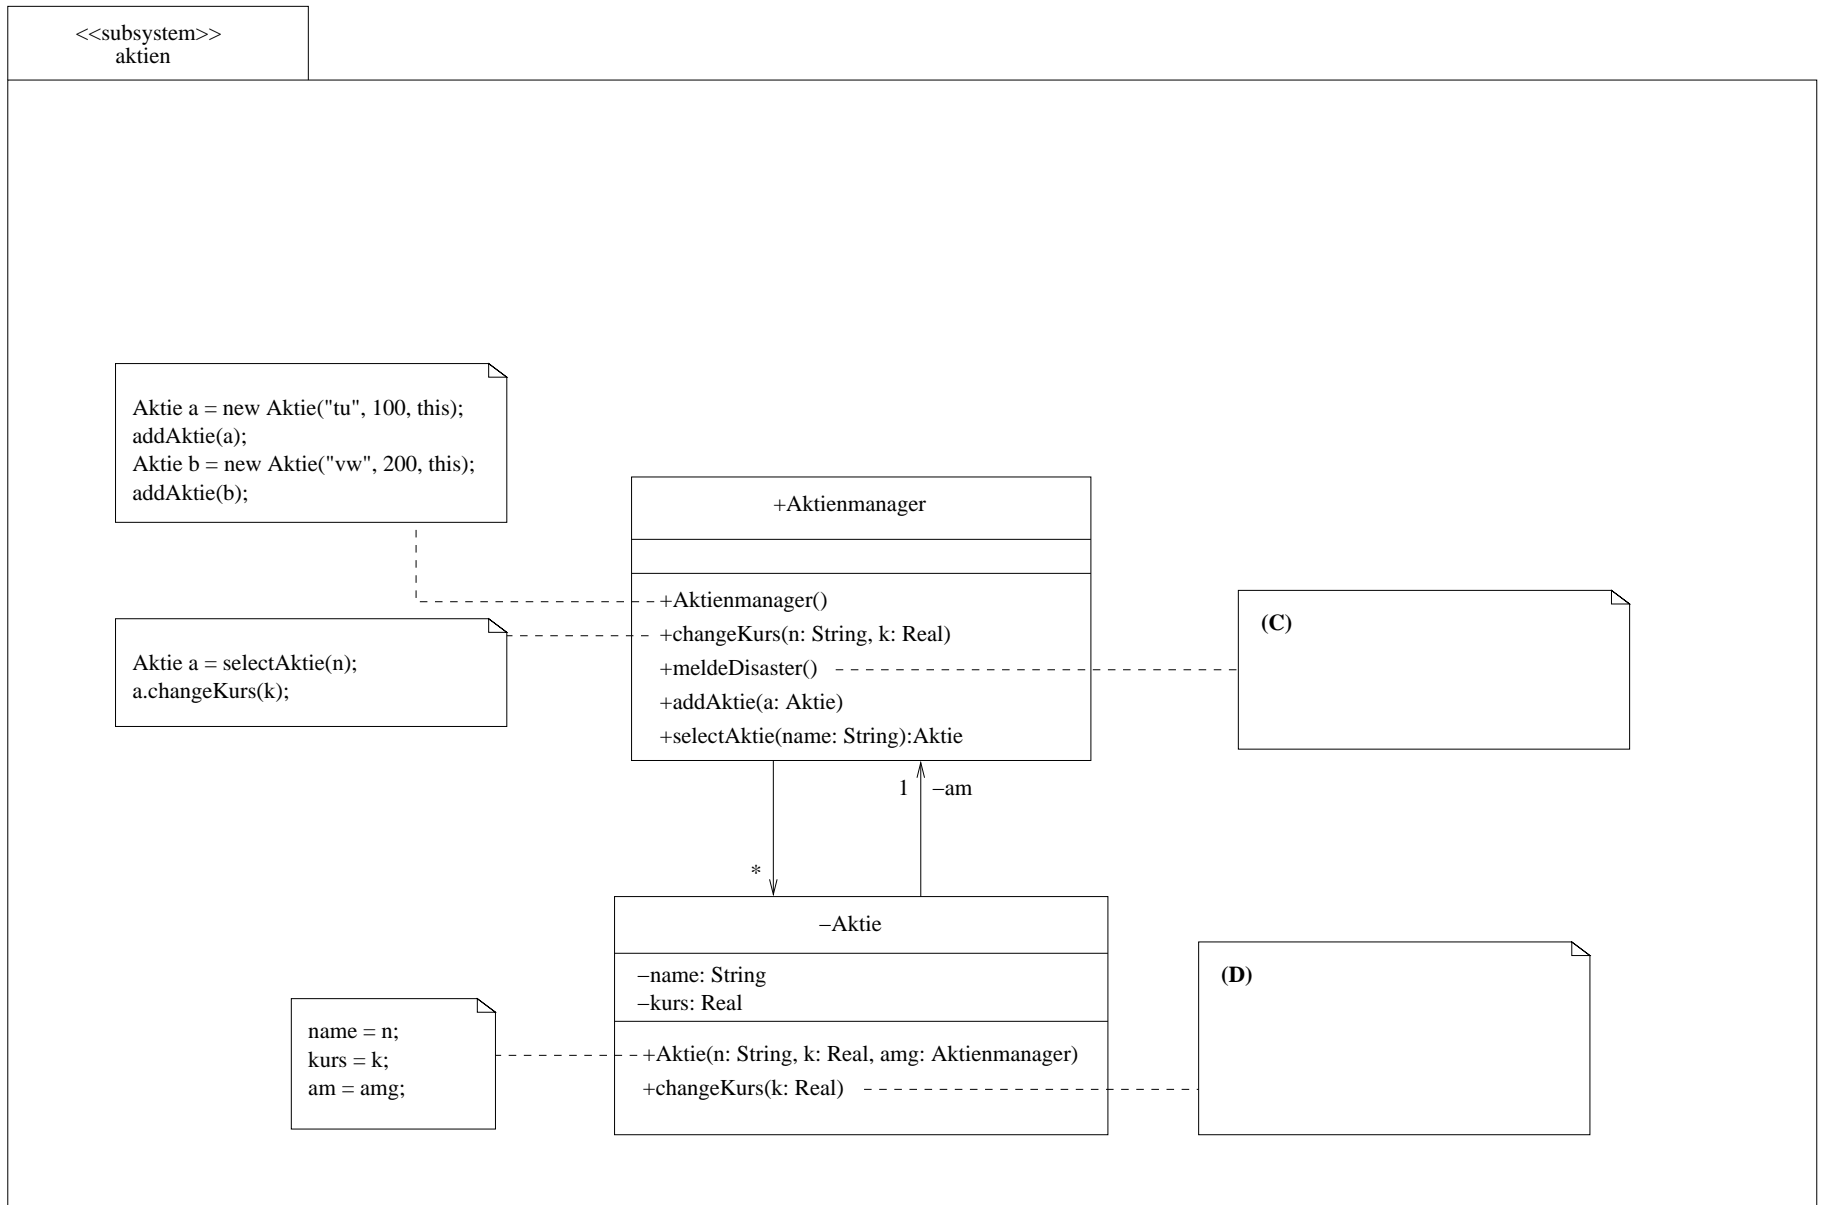 <<subsystem>>
aktien
Aktie a = new Aktie("tu", 100, this);
addAktie(a);
Aktie b = new Aktie("vw", 200, this);
addAktie(b);
+Aktienmanager
+Aktienmanager()
+changeKurs(n: String, k: Real)
+meldeDisaster()
+addAktie(a: Aktie)
+selectAktie(name: String):Aktie
(C)
Aktie a = selectAktie(n);
a.changeKurs(k);
1
−am
*
−Aktie
−name: String
−kurs: Real
+Aktie(n: String, k: Real, amg: Aktienmanager)
+changeKurs(k: Real)
(D)
name = n;
kurs = k;
am = amg;